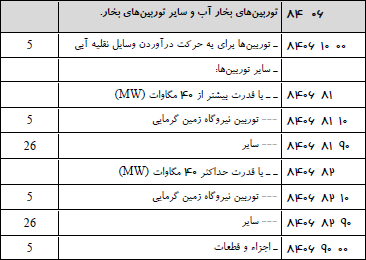 ۸۴ ۰۶ توربین‌های بخار آب و سایر توربین‌های بخار.
۸۴۰۶ ۱۰ ۰۰ ـ توربین‌ها برای به حرکت درآوردن وسایل نقلیه آبی 5
ـ سایر توربین‌ها:
۸۴۰۶ ۸۱ ـ ـ با قدرت بیشتر از ۴۰ مگاوات (MW)
۸۴۰۶ ۸۱ ۱۰ --- توربین نیروگاه زمین گرمایی 5
۸۴۰۶ ۸۱ ۹۰ --- سایر 26
۸۴۰۶ ۸۲ ـ ـ با قدرت حداکثر ۴۰ مگاوات (MW)
۸۴۰۶ ۸۲ ۱۰ --- توربین نیروگاه زمین گرمایی 5
۸۴۰۶ ۸۲ ۹۰ --- سایر 26
۸۴۰۶ ۹۰ ۰۰ ـ اجزاء و قطعات 5